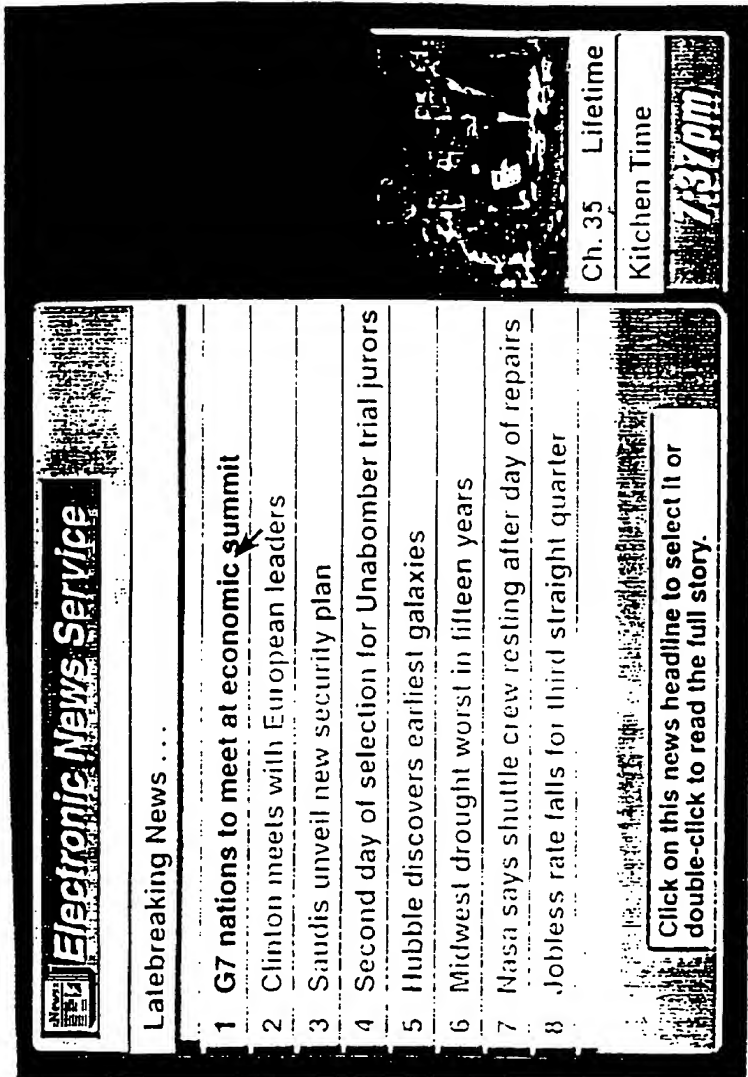 News
Electronic News Service
Latebreaking News . . .
1 G7 nations to meet at economic summit
2 Clinton meets with European leaders
3 Saudis unveil new security plan
4 Second day of selection for Unabomber trial jurors
5 Hubble discovers earliest galaxies
6 Midwest drought worst in fifteen years
7 Nasa says shuttle crew resting after day of repairs
8 Jobless rate falls for third straight quarter
Click on this news headline to select it or
double-click to read the full story.
Ch. 35 Lifetime
Kitchen Time
7:37pm